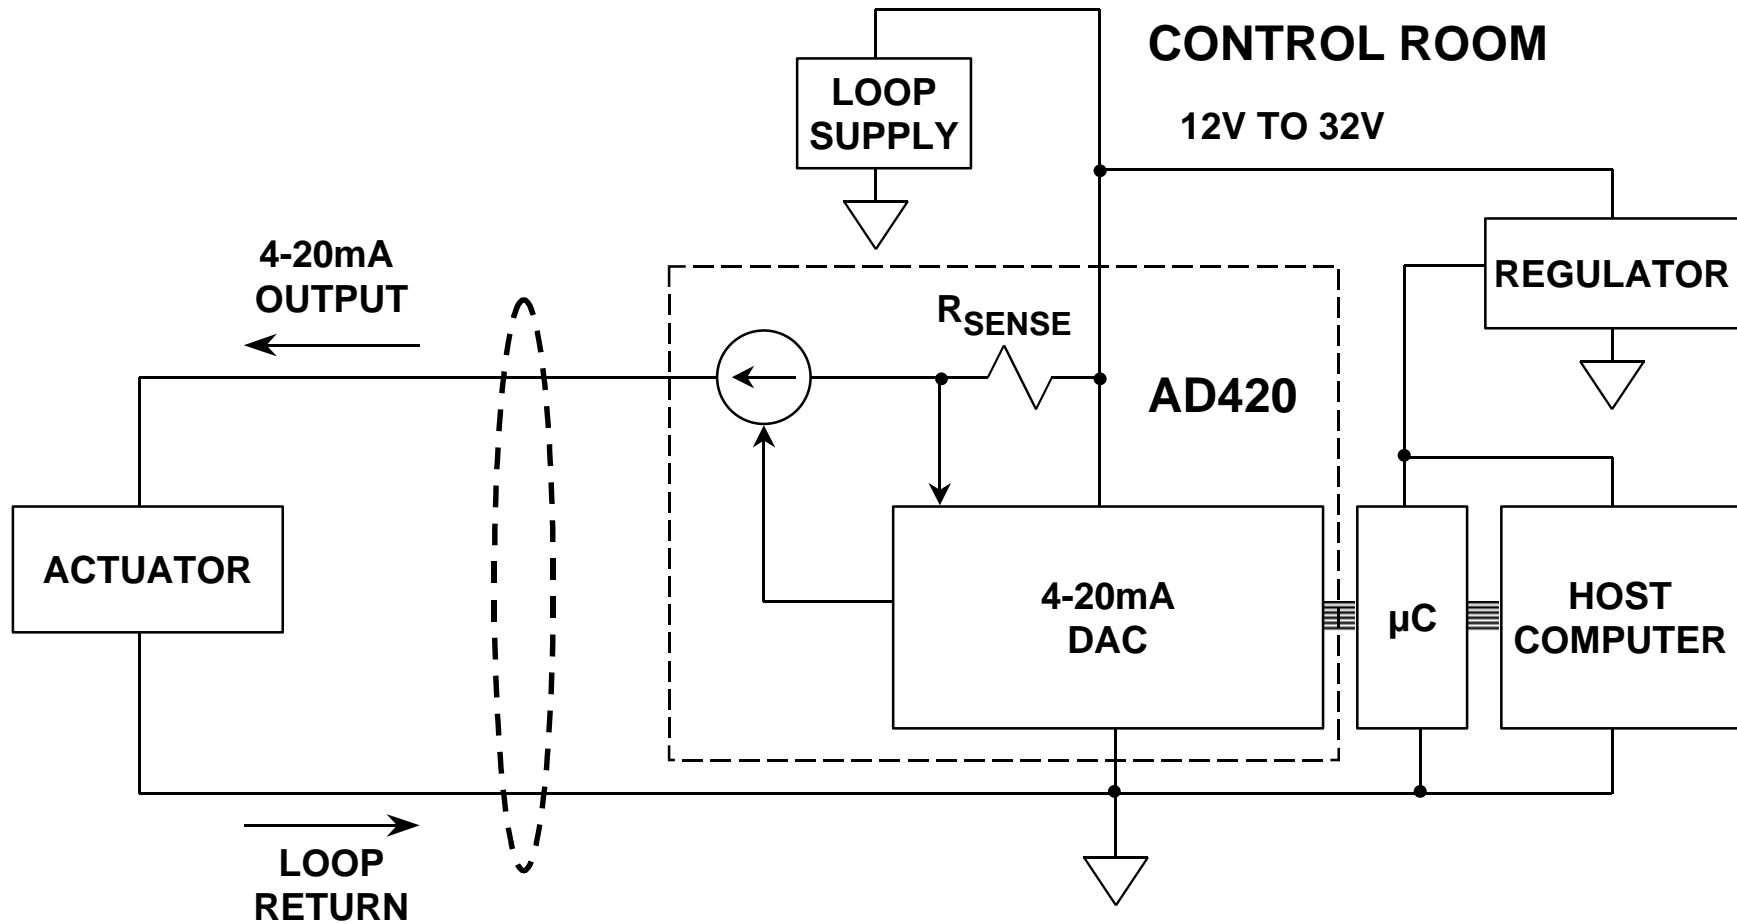 CONTROL ROOM
LOOP
SUPPLY
12V TO 32V
4-20mA
OUTPUT
REGULATOR
RSENSE
AD420
ACTUATOR
4-20mA
DAC
µC
HOST
COMPUTER
LOOP
RETURN